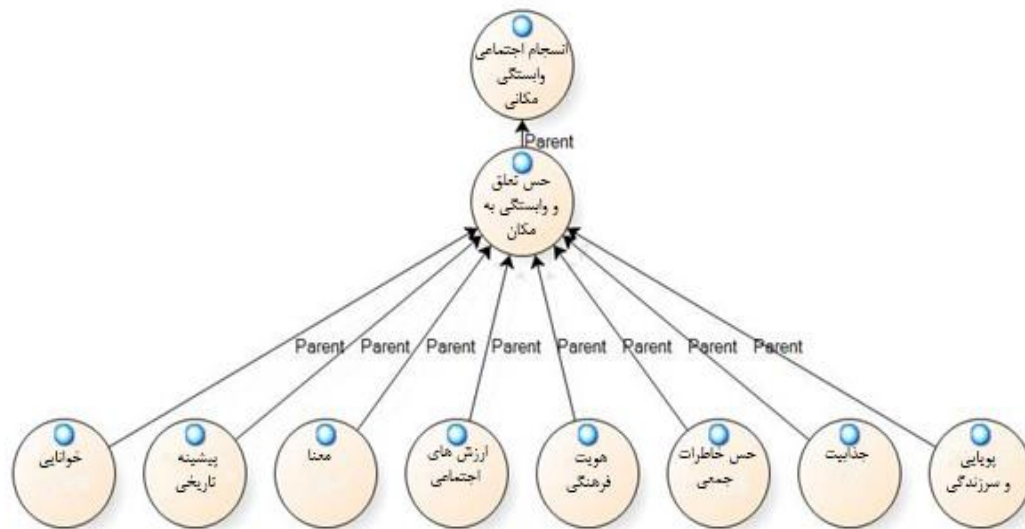 انسجام اجتماعی
وابستگی
مکانی
Parent
حس تعلق
و وابستگی به
مکان
Parent Parent Parent Parent Parent Parent Parent Parent
خوانایی
پیشینه
تاریخی
معنا
ارزش های
اجتماعی
هویت
فرهنگی
حس خاطرات
جمعی
جذابیت
پویایی
و سرزندگی